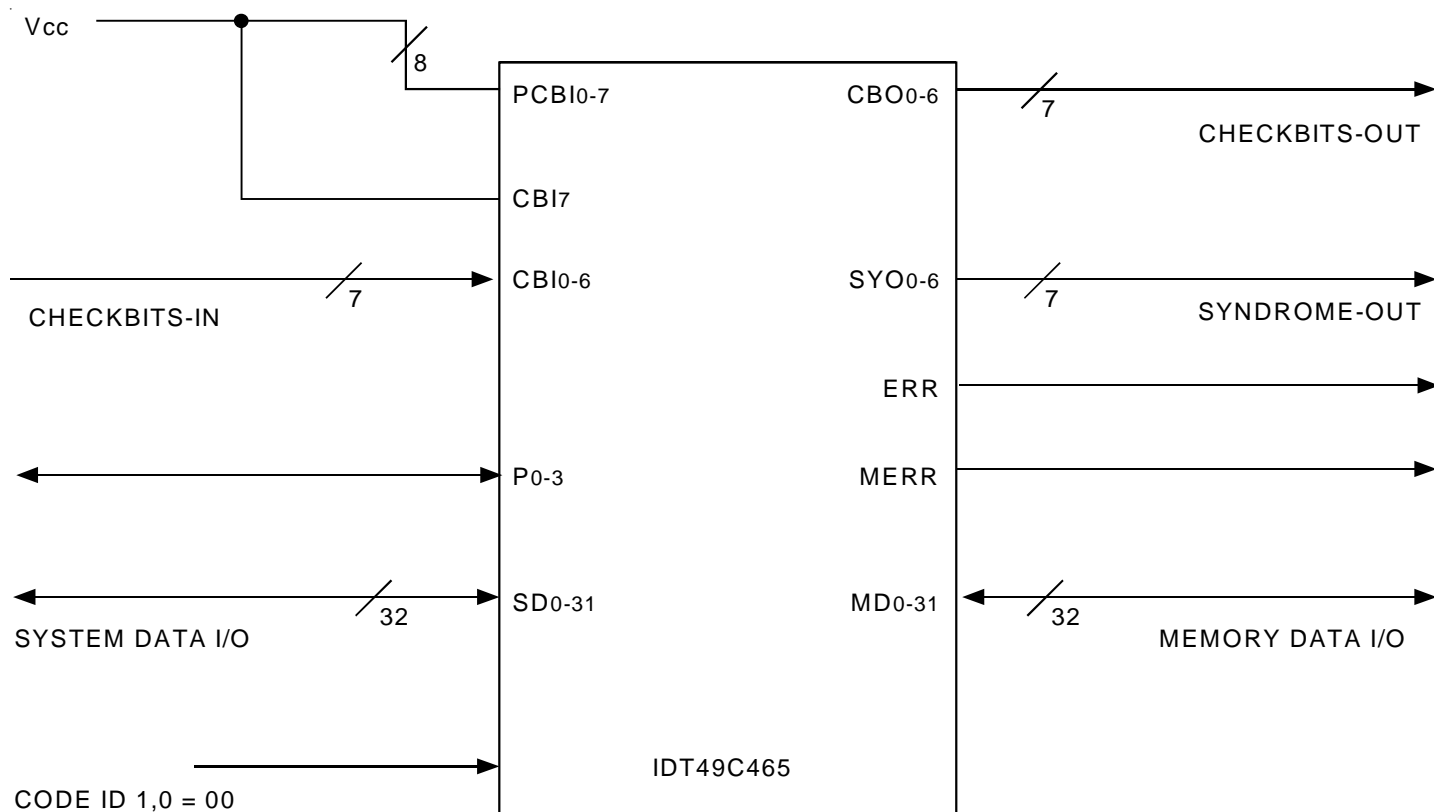 Vcc
8
PCBI0-7
CBO0-6
7
CHECKBITS-OUT
CBI7
CBI0-6
7
CHECKBITS-IN
SYO0-6
7
SYNDROME-OUT
ERR
P0-3
MERR
SD0-31
32
SYSTEM DATA I/O
MD0-31
32
MEMORY DATA I/O
IDT49C465
CODE ID 1,0 = 00